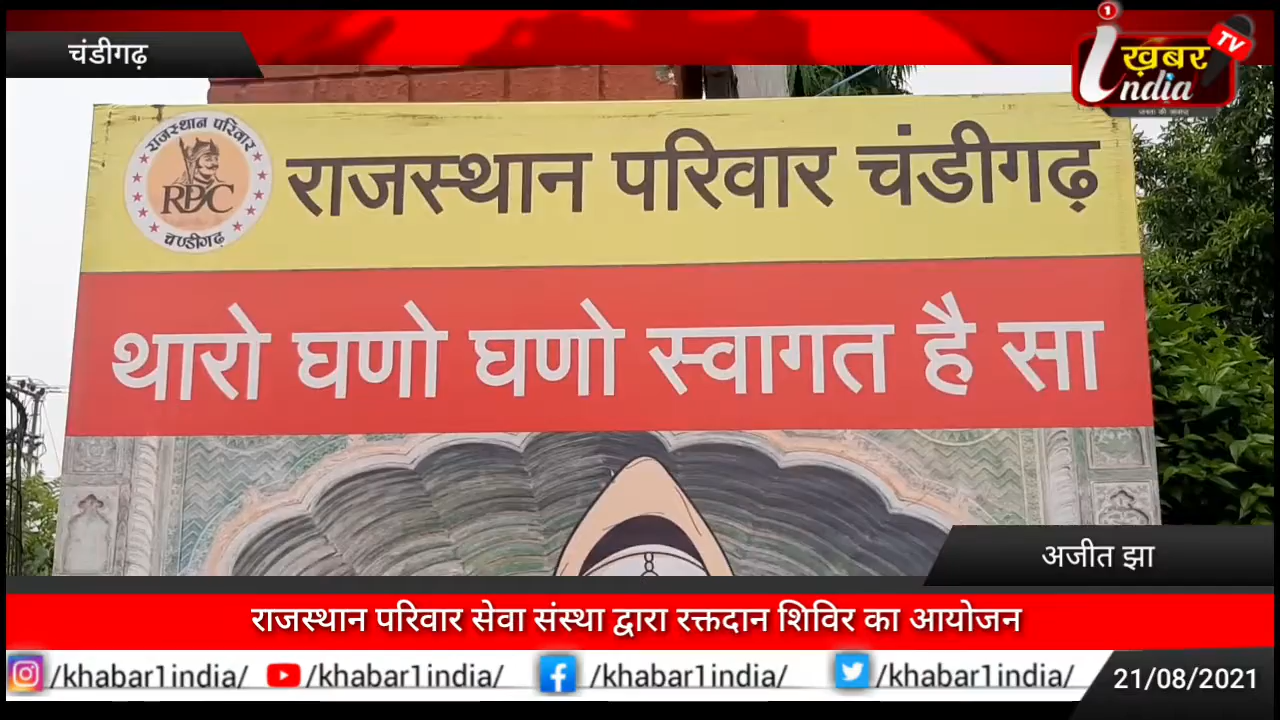 चंडीगढ़
1
ख़बर
TV
india
राजस्थान परिवार
RPC
चण्डीगढ़
राजस्थान परिवार चंडीगढ़
थारो घणो घणो स्वागत है सा
अजीत झा
राजस्थान परिवार सेवा संस्था द्वारा रक्तदान शिविर का आयोजन
/khabar1india/ /khabar1india/ /khabar1india/ /khabar1india/
21/08/2021